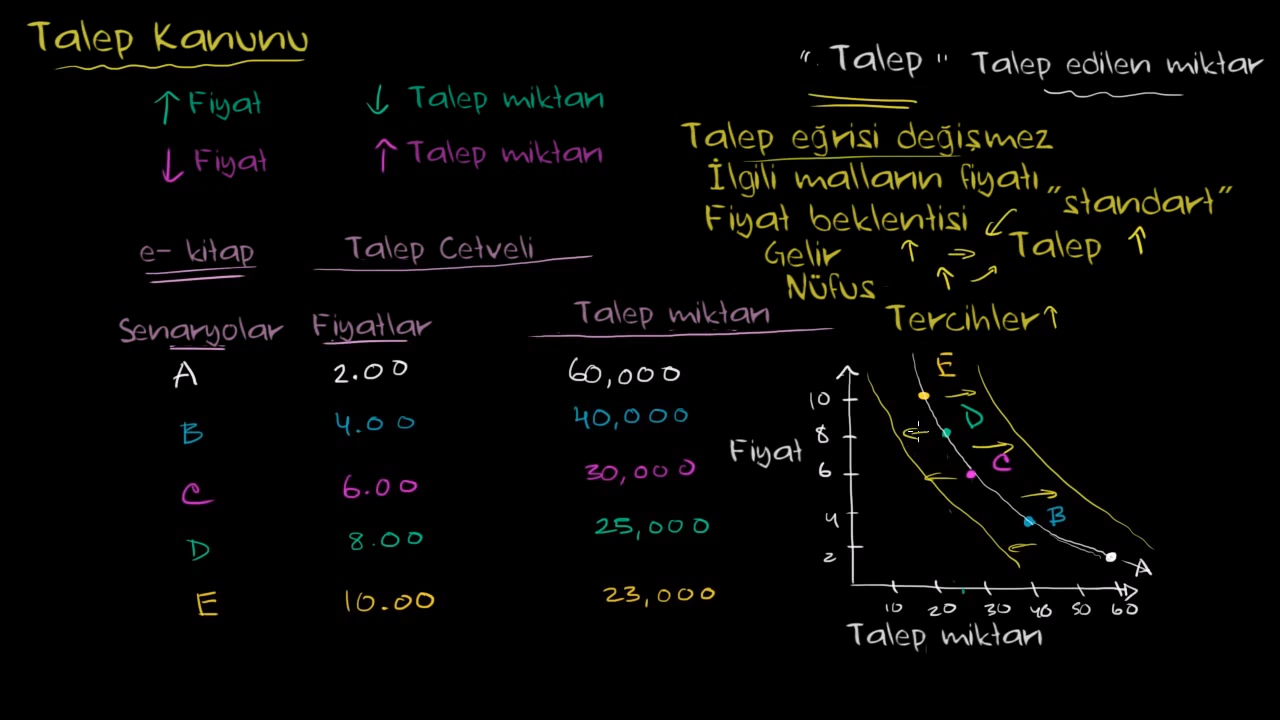 Talep Kanunu
↑ Fiyat ↓ Talep miktarı
↓ Fiyat ↑ Talep miktarı
e- kitap Talep Cetveli
Senaryolar Fiyatlar Talep miktarı
A 2.00 60,000
B 4.00 40,000
C 6.00 30,000
D 8.00 25,000
E 10.00 23,000
"Talep" Talep edilen miktar
Talep eğrisi değişmez
İlgili malların fiyatı "standart"
Fiyat beklentisi
Gelir ↑ ⇒ Talep ↑
Nüfus ↑
Tercihler ↑
E
10
D
8
Fiyat
C
6
4 B
2
A
10 20 30 40 50 60
Talep miktarı